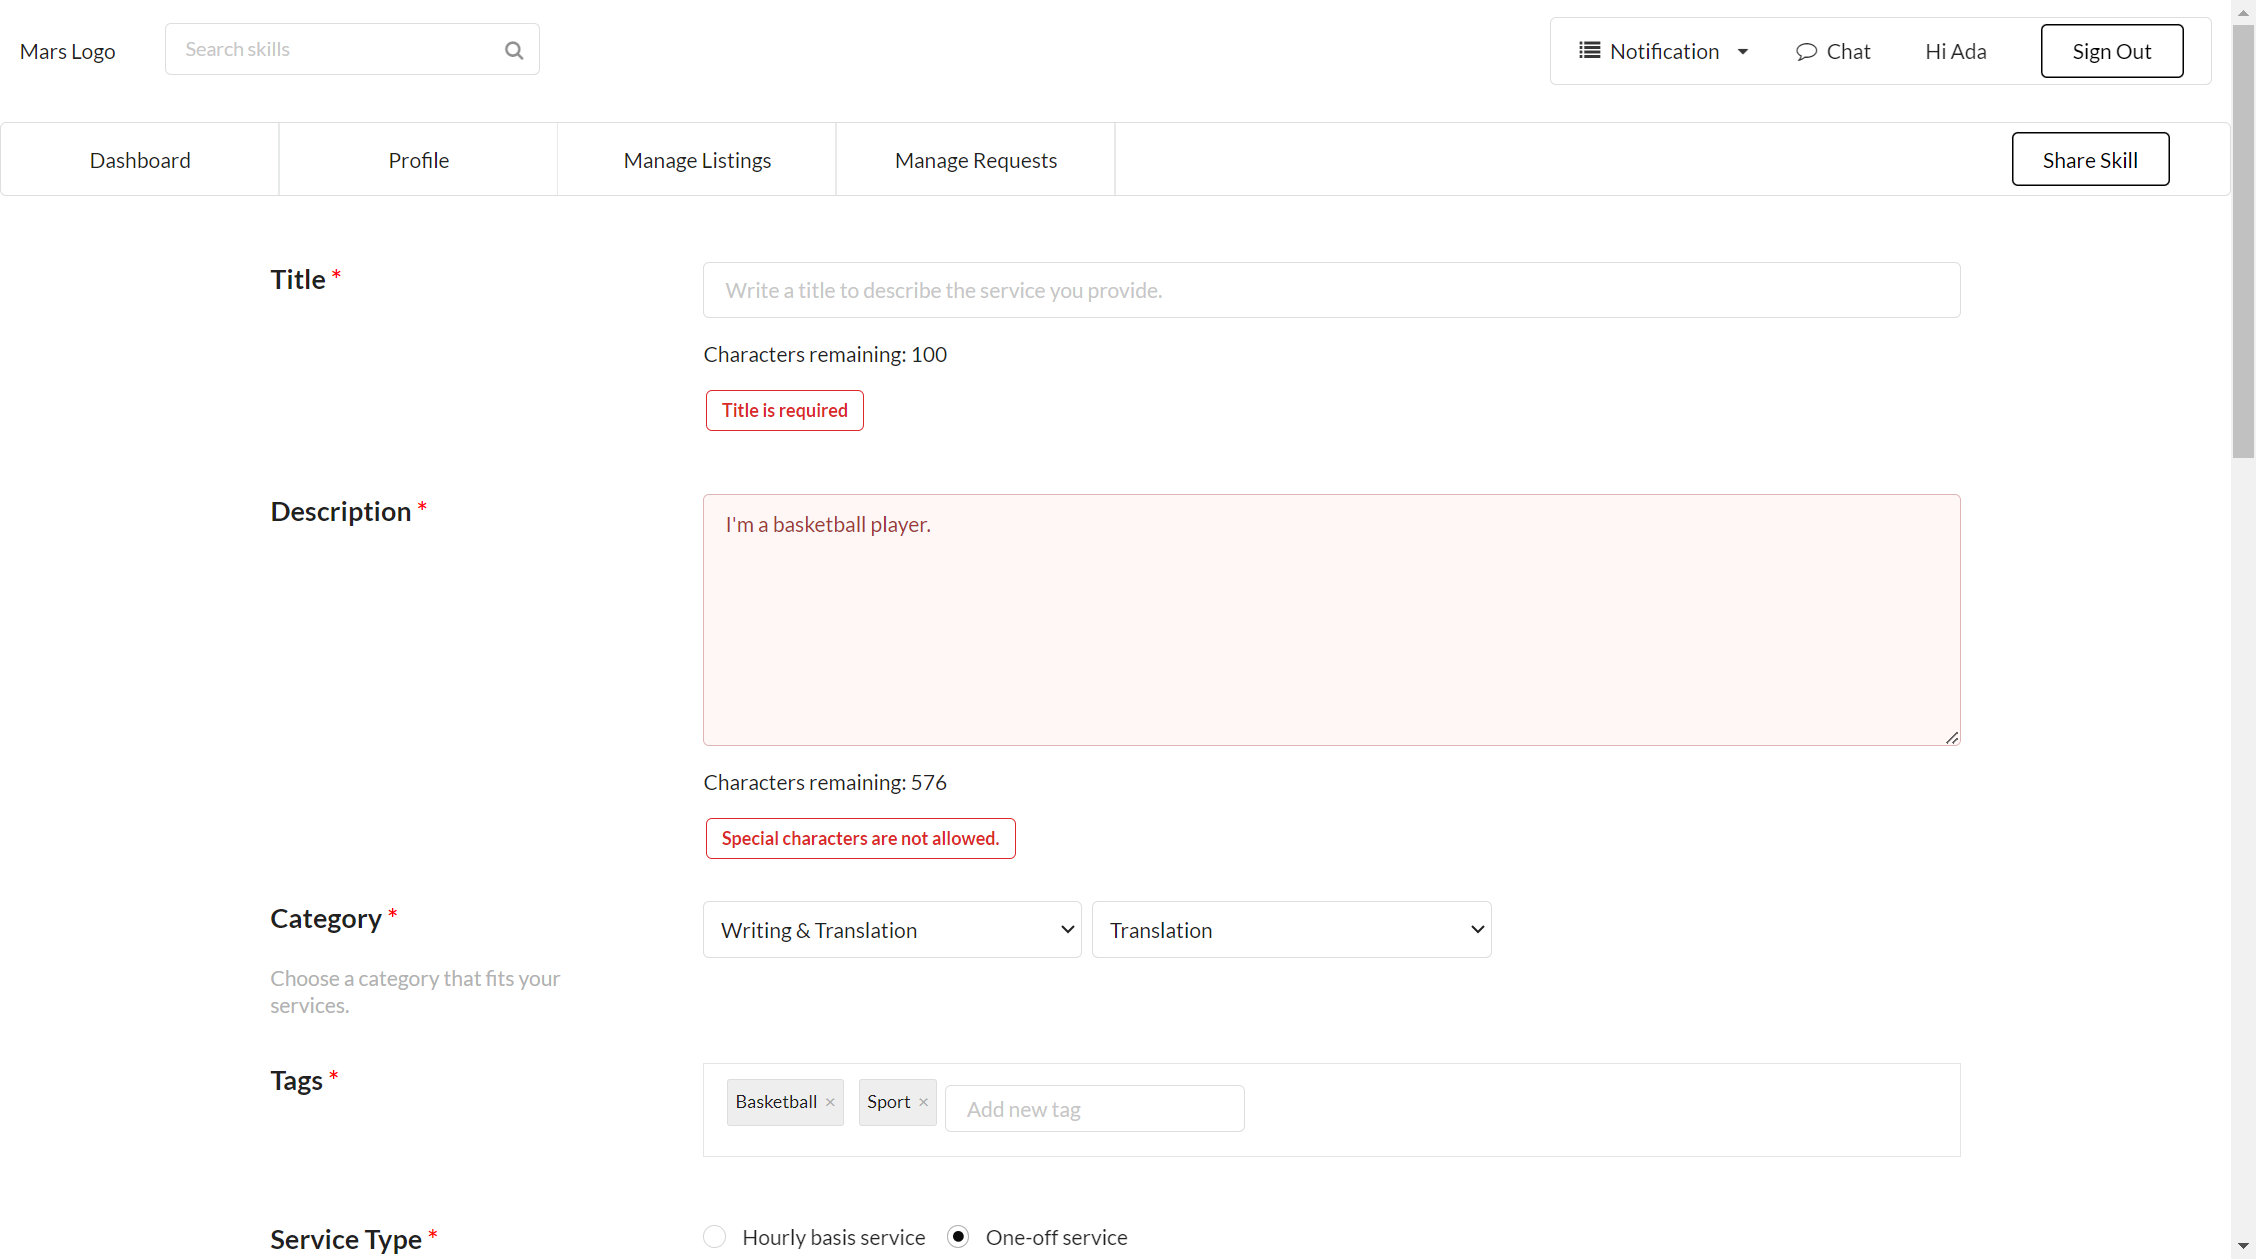 Mars Logo
Search skills
Notification
Chat
Hi Ada
Sign Out
Dashboard
Profile
Manage Listings
Manage Requests
Share Skill
Title *
Write a title to describe the service you provide.
Characters remaining: 100
Title is required
Description *
I'm a basketball player.
Characters remaining: 576
Special characters are not allowed.
Category *
Writing & Translation
Translation
Choose a category that fits your
services.
Tags *
Basketball ×
Sport ×
Add new tag
Service Type *
Hourly basis service
One-off service